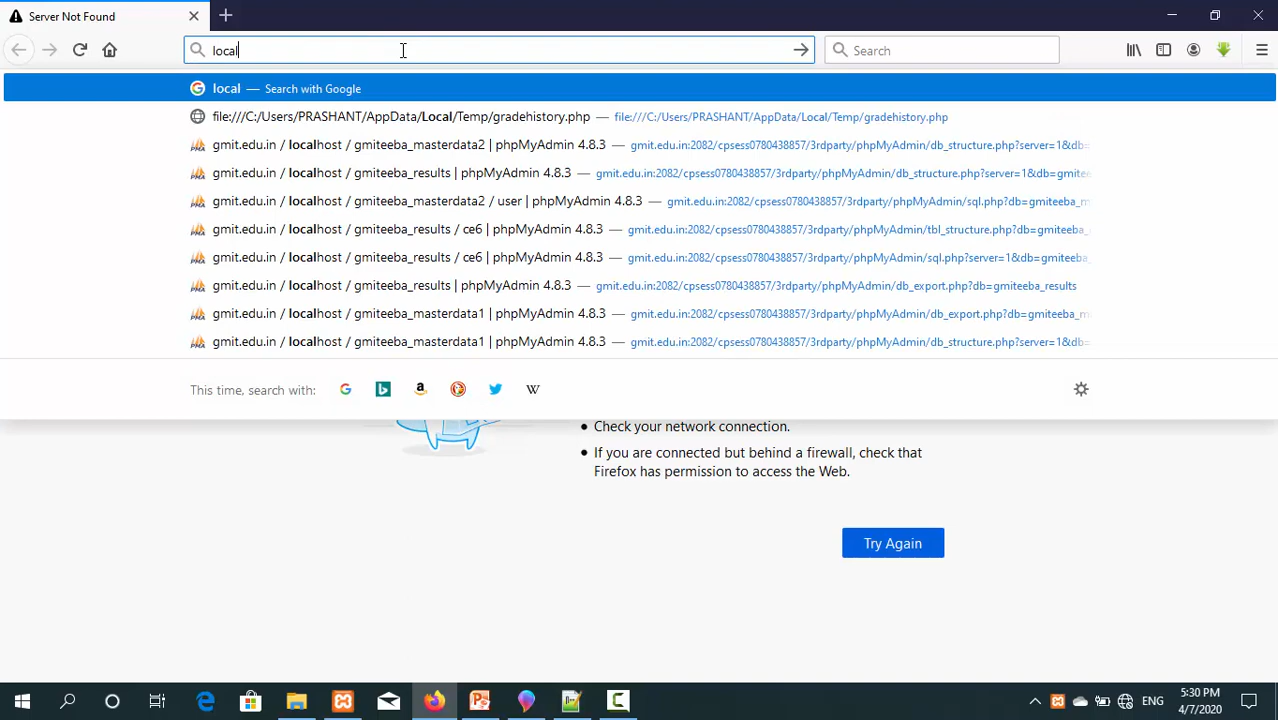 Server Not Found
local
Search
local — Search with Google
file:///C:/Users/PRASHANT/AppData/Local/Temp/gradehistory.php — file:///C:/Users/PRASHANT/AppData/Local/Temp/gradehistory.php
gmit.edu.in / localhost / gmiteeba_masterdata2 | phpMyAdmin 4.8.3 — gmit.edu.in:2082/cpsess0780438857/3rdparty/phpMyAdmin/db_structure.php?server=1&db=
gmit.edu.in / localhost / gmiteeba_results | phpMyAdmin 4.8.3 — gmit.edu.in:2082/cpsess0780438857/3rdparty/phpMyAdmin/db_structure.php?server=1&db=gmiteeba
gmit.edu.in / localhost / gmiteeba_masterdata2 / user | phpMyAdmin 4.8.3 — gmit.edu.in:2082/cpsess0780438857/3rdparty/phpMyAdmin/sql.php?db=gmiteeba_m
gmit.edu.in / localhost / gmiteeba_results / ce6 | phpMyAdmin 4.8.3 — gmit.edu.in:2082/cpsess0780438857/3rdparty/phpMyAdmin/tbl_structure.php?db=gmiteeba_
gmit.edu.in / localhost / gmiteeba_results / ce6 | phpMyAdmin 4.8.3 — gmit.edu.in:2082/cpsess0780438857/3rdparty/phpMyAdmin/sql.php?server=1&db=gmiteeba_
gmit.edu.in / localhost / gmiteeba_results | phpMyAdmin 4.8.3 — gmit.edu.in:2082/cpsess0780438857/3rdparty/phpMyAdmin/db_export.php?db=gmiteeba_results
gmit.edu.in / localhost / gmiteeba_masterdata1 | phpMyAdmin 4.8.3 — gmit.edu.in:2082/cpsess0780438857/3rdparty/phpMyAdmin/db_export.php?db=gmiteeba_m
gmit.edu.in / localhost / gmiteeba_masterdata1 | phpMyAdmin 4.8.3 — gmit.edu.in:2082/cpsess0780438857/3rdparty/phpMyAdmin/db_structure.php?server=1&db=
This time, search with:
• Check your network connection.
• If you are connected but behind a firewall, check that
Firefox has permission to access the Web.
Try Again
ENG
5:30 PM
4/7/2020